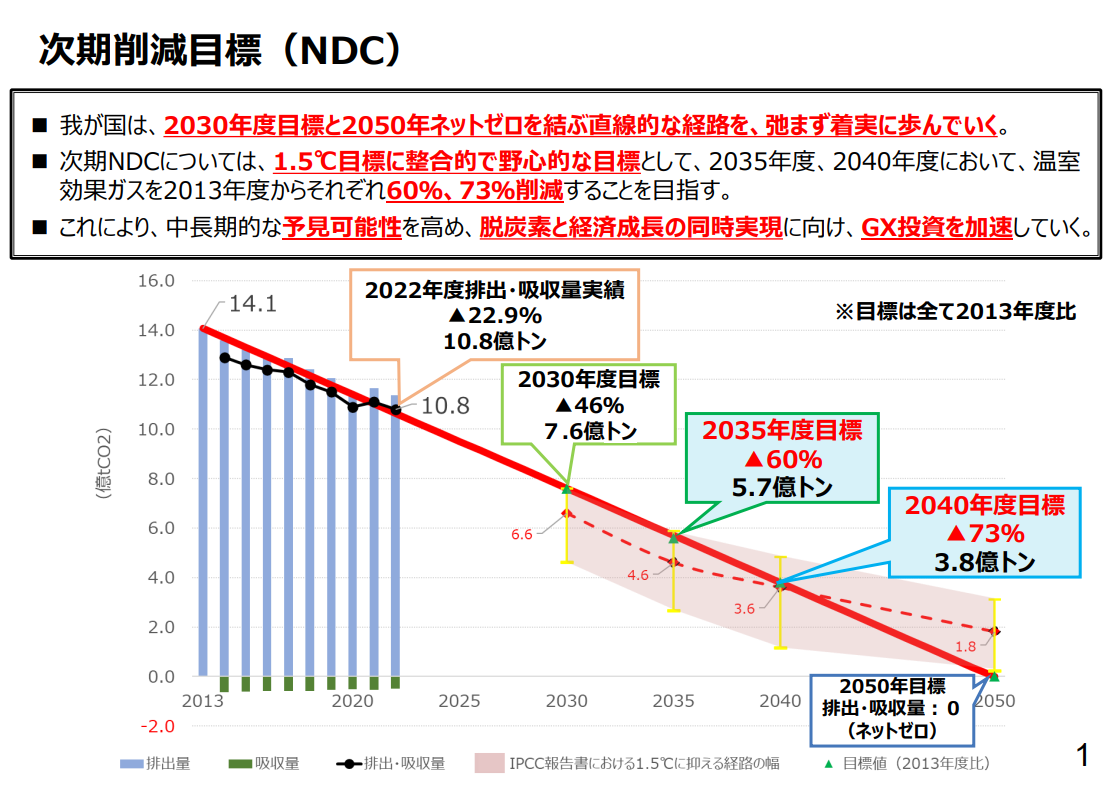 次期削減目標（NDC）
■ 我が国は、2030年度目標と2050年ネットゼロを結ぶ直線的な経路を、弛まず着実に歩んでいく。
■ 次期NDCについては、1.5℃目標に整合的で野心的な目標として、2035年度、2040年度において、温室
効果ガスを2013年度からそれぞれ60%、73%削減することを目指す。
■ これにより、中長期的な予見可能性を高め、脱炭素と経済成長の同時実現に向け、GX投資を加速していく。
16.0
14.0
12.0
10.0
8.0
6.0
4.0
2.0
0.0
-2.0
（億tCO2）
14.1
2022年度排出・吸収量実績
▲22.9%
10.8億トン
※目標は全て2013年度比
10.8
2030年度目標
▲46%
7.6億トン
2035年度目標
▲60%
5.7億トン
2040年度目標
▲73%
3.8億トン
6.6
4.6
3.6
1.8
2050年目標
排出・吸収量：0
（ネットゼロ）
2013
2020
2025
2030
2035
2040
2050
排出量
吸収量
排出・吸収量
IPCC報告書における1.5℃に抑える経路の幅
目標値（2013年度比）
1